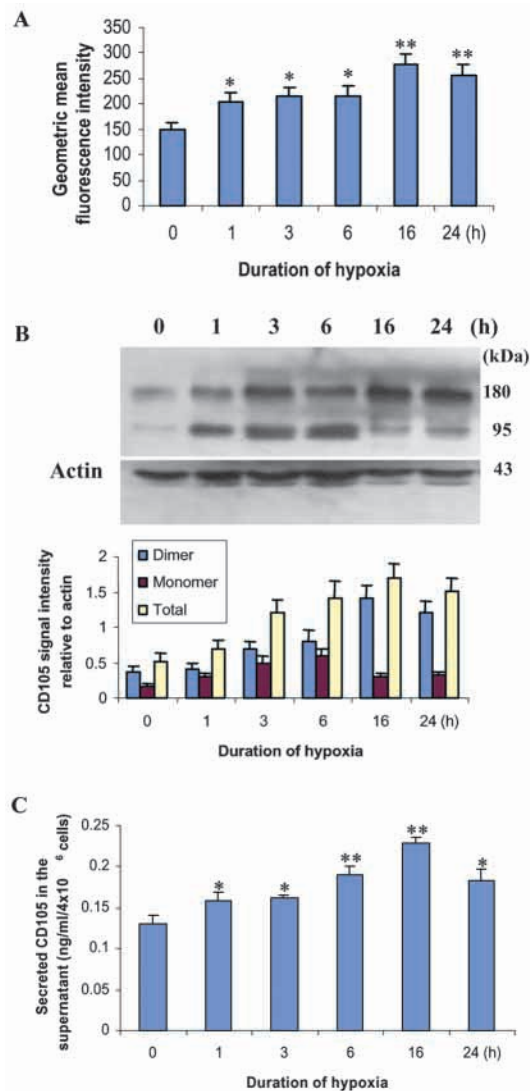 A
Geometric mean
fluorescence intensity
350
300
250
200
150
100
50
0
* * * ** **
0 1 3 6 16 24 (h)
Duration of hypoxia
B
0 1 3 6 16 24 (h)
(kDa)
180
95
Actin
43
CD105 signal intensity
relative to actin
2
1.5
1
0.5
0
Dimer
Monomer
Total
0 1 3 6 16 24 (h)
Duration of hypoxia
C
Secreted CD105 in the
supernatant (ng/ml/4x10 6 cells)
0.25
0.2
0.15
0.1
0.05
0
* * ** ** *
0 1 3 6 16 24 (h)
Duration of hypoxia